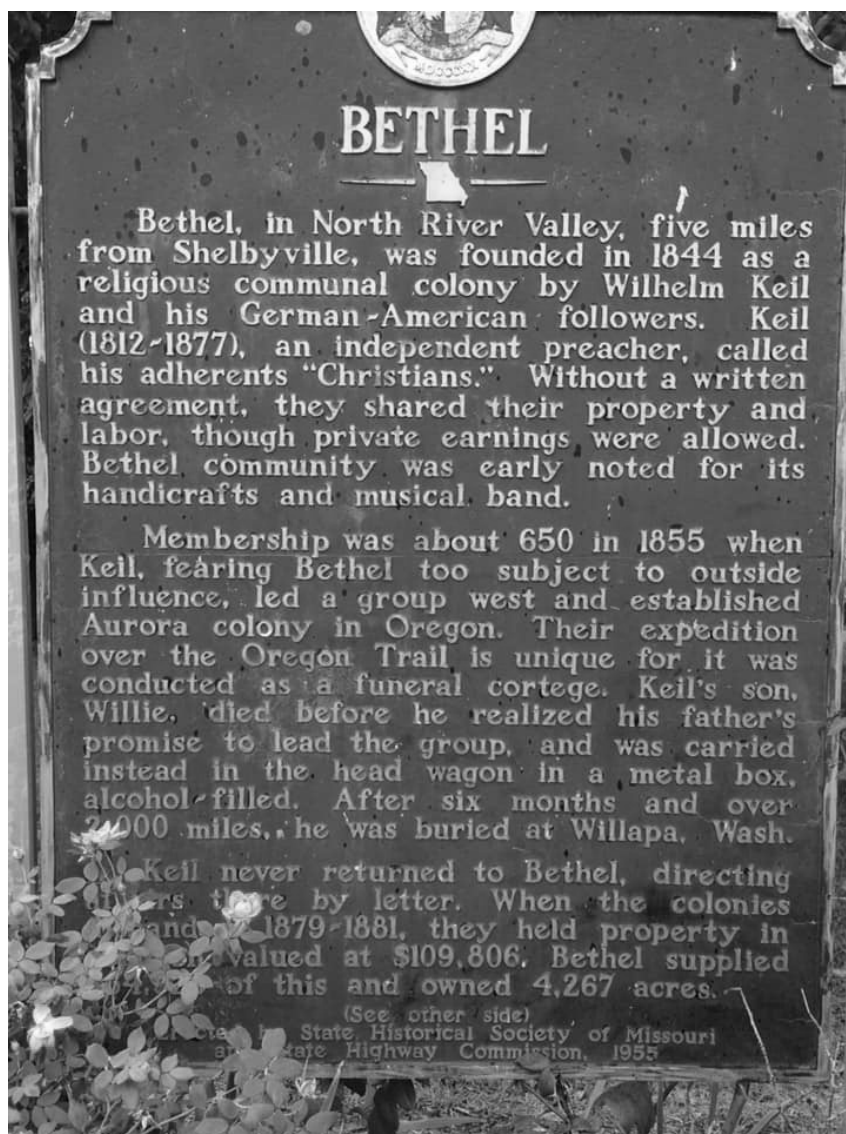 MDCCCXX
BETHEL
Bethel, in North River Valley, five miles
from Shelbyville, was founded in 1844 as a
religious communal colony by Wilhelm Keil
and his German-American followers. Keil
(1812-1877), an independent preacher, called
his adherents "Christians." Without a written
agreement, they shared their property and
labor, though private earnings were allowed.
Bethel community was early noted for its
handicrafts and musical band.
Membership was about 650 in 1855 when
Keil, fearing Bethel too subject to outside
influence, led a group west and established
Aurora colony in Oregon. Their expedition
over the Oregon Trail is unique for it was
conducted as a funeral cortege. Keil's son,
Willie, died before he realized his father's
promise to lead the group, and was carried
instead in the head wagon in a metal box,
alcohol-filled. After six months and over
miles, he was buried at Willapa, Wash.
Keil never returned to Bethel, directing
by letter. When the colonies
1879-1881, they held property in
valued at $109,806. Bethel supplied
of this and owned 4,267 acres.
(See other side)
Erected by State Historical Society of Missouri
and State Highway Commission, 1955